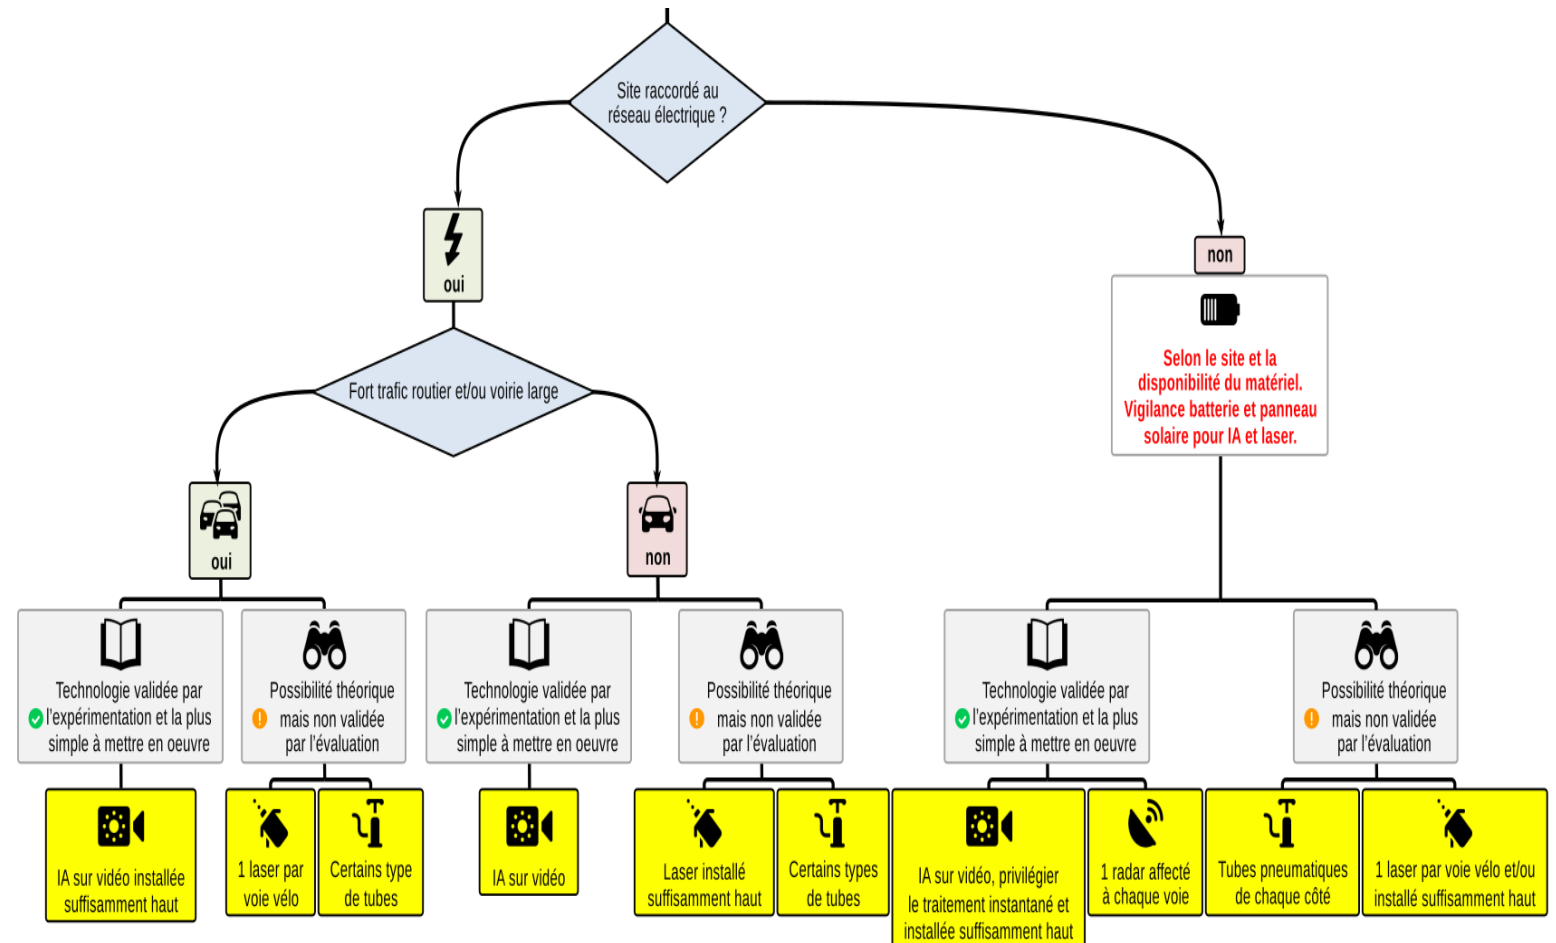 Site raccordé au
réseau électrique ?
oui
non
Selon le site et la
disponibilité du matériel.
Vigilance batterie et panneau
solaire pour IA et laser.
Fort trafic routier et/ou voirie large
oui
non
Technologie validée par
l'expérimentation et la plus
simple à mettre en oeuvre
Possibilité théorique
mais non validée
par l'évaluation
Technologie validée par
l'expérimentation et la plus
simple à mettre en oeuvre
Possibilité théorique
mais non validée
par l'évaluation
Technologie validée par
l'expérimentation et la plus
simple à mettre en oeuvre
Possibilité théorique
mais non validée
par l'évaluation
IA sur vidéo installée
suffisamment haut
1 laser par
voie vélo
Certains type
de tubes
IA sur vidéo
Laser installé
suffisamment haut
Certains types
de tubes
IA sur vidéo, privilégier
le traitement instantané et
installée suffisamment haut
1 radar affecté
à chaque voie
Tubes pneumatiques
de chaque côté
1 laser par voie vélo et/ou
installé suffisamment haut